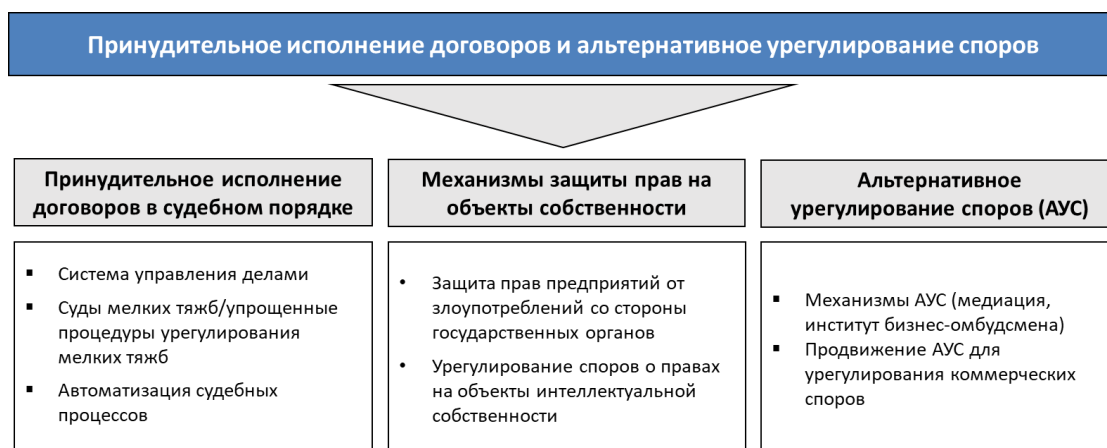 Принудительное исполнение договоров и альтернативное урегулирование споров
Принудительное исполнение
договоров в судебном порядке
▪ Система управления делами
▪ Суды мелких тяжб/упрощенные
процедуры урегулирования
мелких тяжб
▪ Автоматизация судебных
процессов
Механизмы защиты прав на
объекты собственности
• Защита прав предприятий от
злоупотреблений со стороны
государственных органов
• Урегулирование споров о правах
на объекты интеллектуальной
собственности
Альтернативное
урегулирование споров (АУС)
▪ Механизмы АУС (медиация,
институт бизнес-омбудсмена)
▪ Продвижение АУС для
урегулирования коммерческих
споров